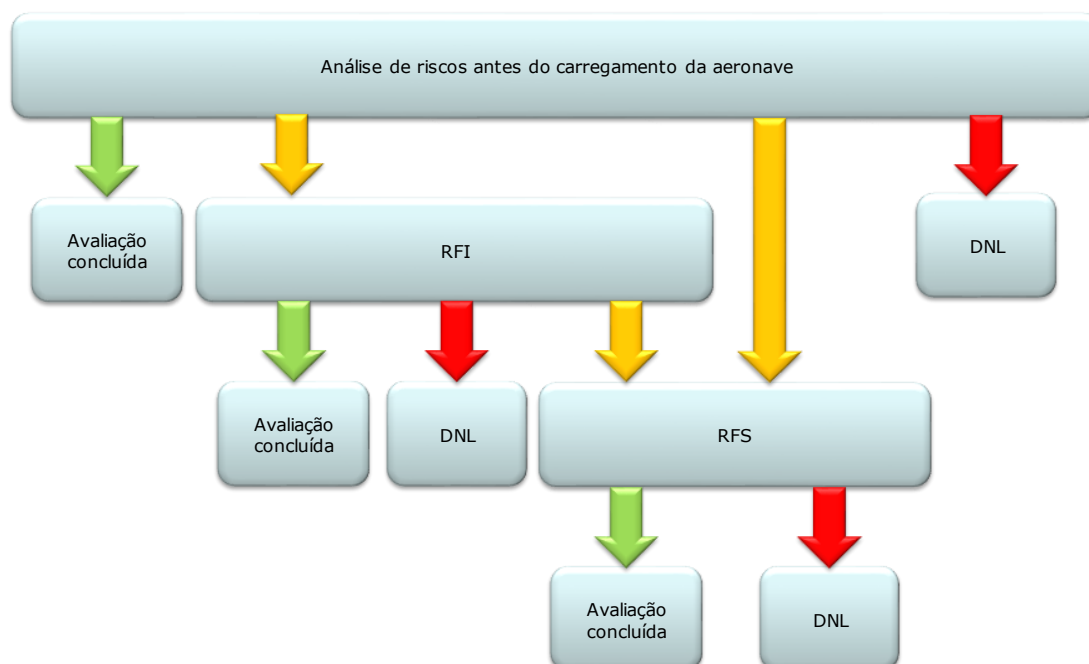 Análise de riscos antes do carregamento da aeronave
Avaliação
concluída
RFI
DNL
Avaliação
concluída
DNL
RFS
Avaliação
concluída
DNL